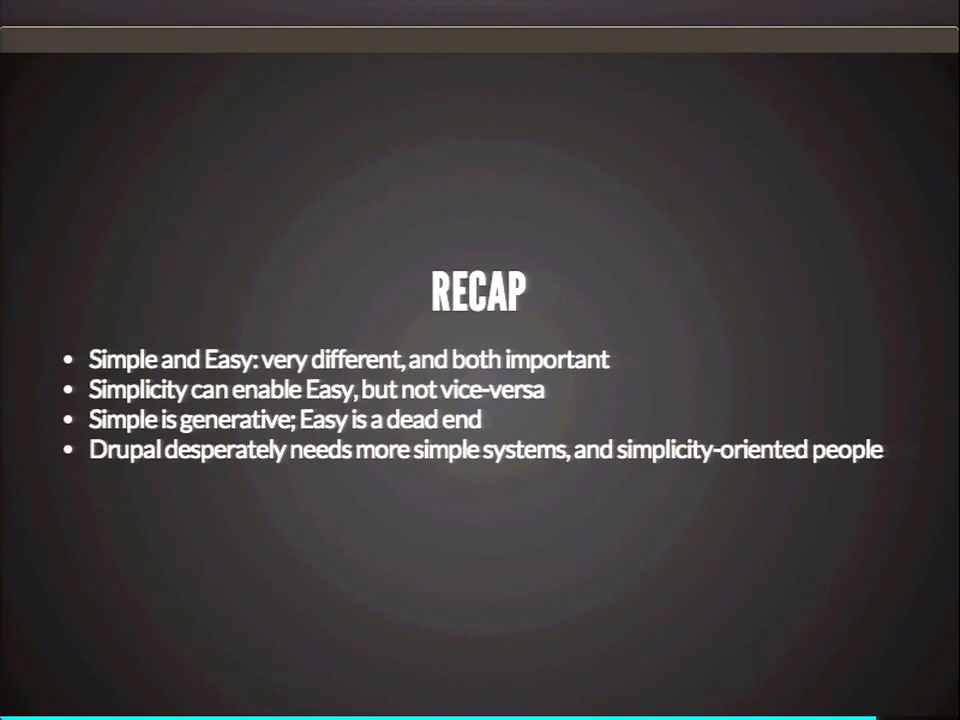 RECAP
Simple and Easy: very different, and both important
Simplicity can enable Easy, but not vice-versa
Simple is generative; Easy is a dead end
Drupal desperately needs more simple systems, and simplicity-oriented people